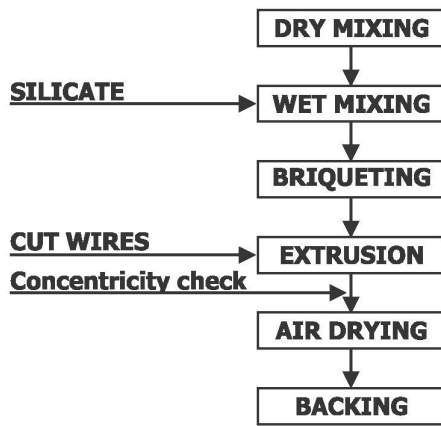 DRY MIXING
SILICATE
WET MIXING
BRIQUETING
CUT WIRES
EXTRUSION
Concentricity check
AIR DRYING
BACKING